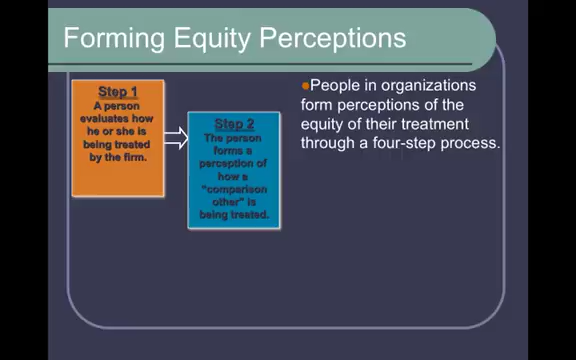 Forming Equity Perceptions
Step 1
A person
evaluates how
he or she is
being treated
by the firm.
Step 2
The person
forms a
perception of
how a
"comparison
other" is
being treated.
People in organizations
form perceptions of the
equity of their treatment
through a four-step process.